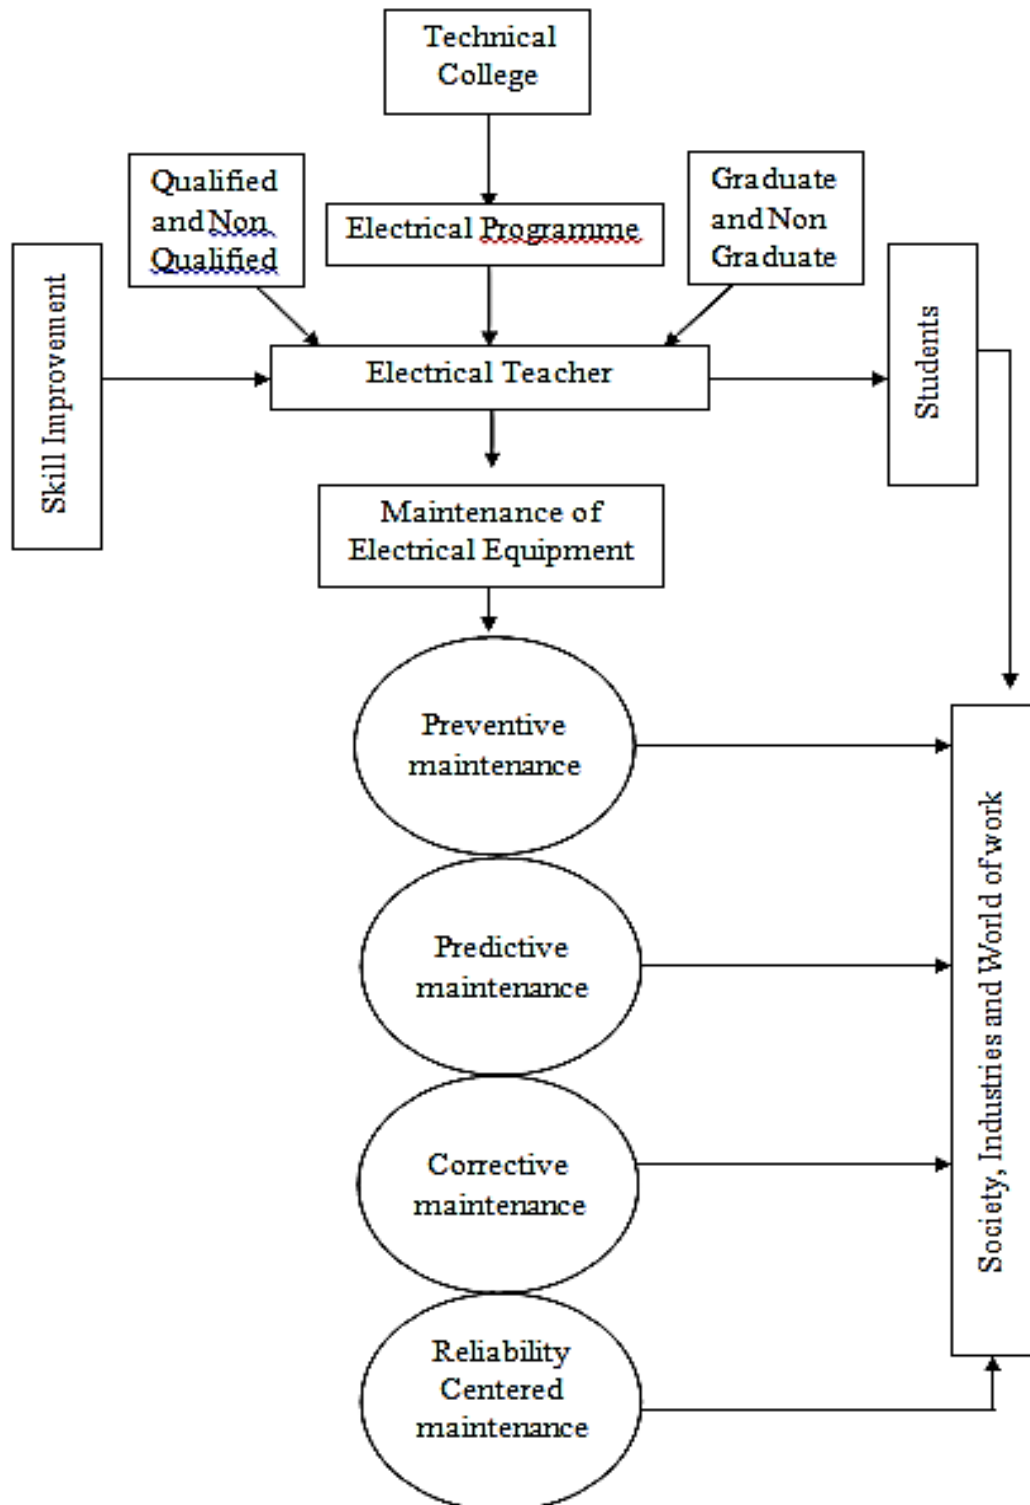 Technical
College
Qualified
and Non
Qualified
Electrical Programme
Graduate
and Non
Graduate
Skill Improvement
Electrical Teacher
Students
Maintenance of
Electrical Equipment
Preventive
maintenance
Predictive
maintenance
Corrective
maintenance
Reliability
Centered
maintenance
Society, Industries and World of work